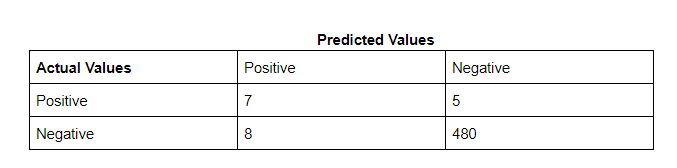 Predicted Values
Actual Values Positive Negative
Positive 7 5
Negative 8 480